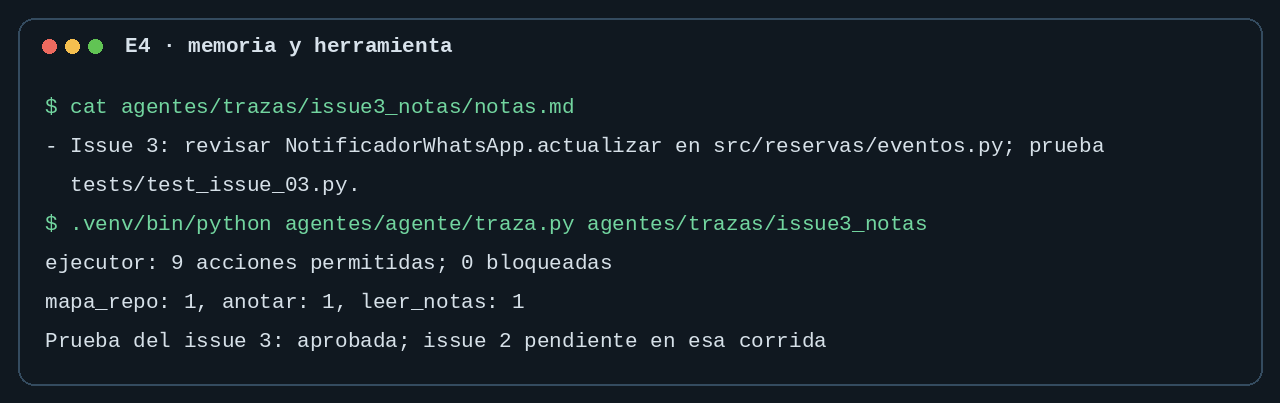 E4 · memoria y herramienta
$ cat agentes/trazas/issue3_notas/notas.md
- Issue 3: revisar NotificadorWhatsApp.actualizar en src/reservas/eventos.py; prueba
tests/test_issue_03.py.
$ .venv/bin/python agentes/agente/traza.py agentes/trazas/issue3_notas
ejecutor: 9 acciones permitidas; 0 bloqueadas
mapa_repo: 1, anotar: 1, leer_notas: 1
Prueba del issue 3: aprobada; issue 2 pendiente en esa corrida